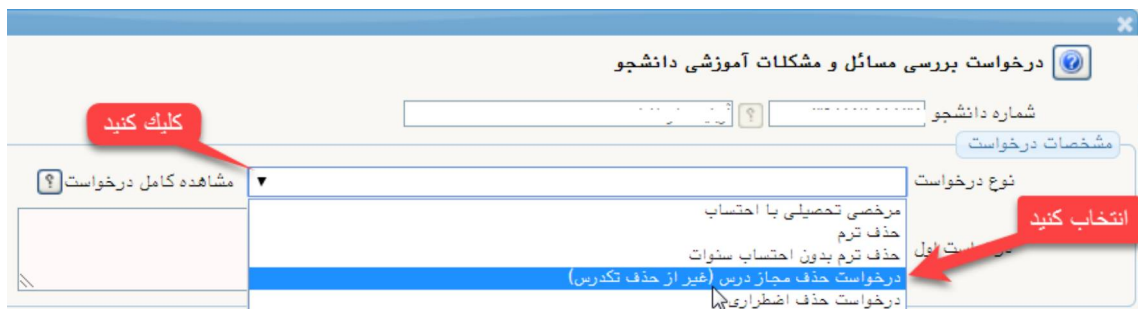 درخواست بررسی مسائل و مشکلات آموزشی دانشجو
شماره دانشجو
مشخصات درخواست
کلیک کنید
نوع درخواست
مشاهده کامل درخواست
مرخصی تحصیلی با احتساب
انتخاب کنید
حذف ترم
اول
حذف ترم بدون احتساب سنوات
درخواست حذف مجاز درس (غیر از حذف تکدرس)
درخواست حذف اضطراری